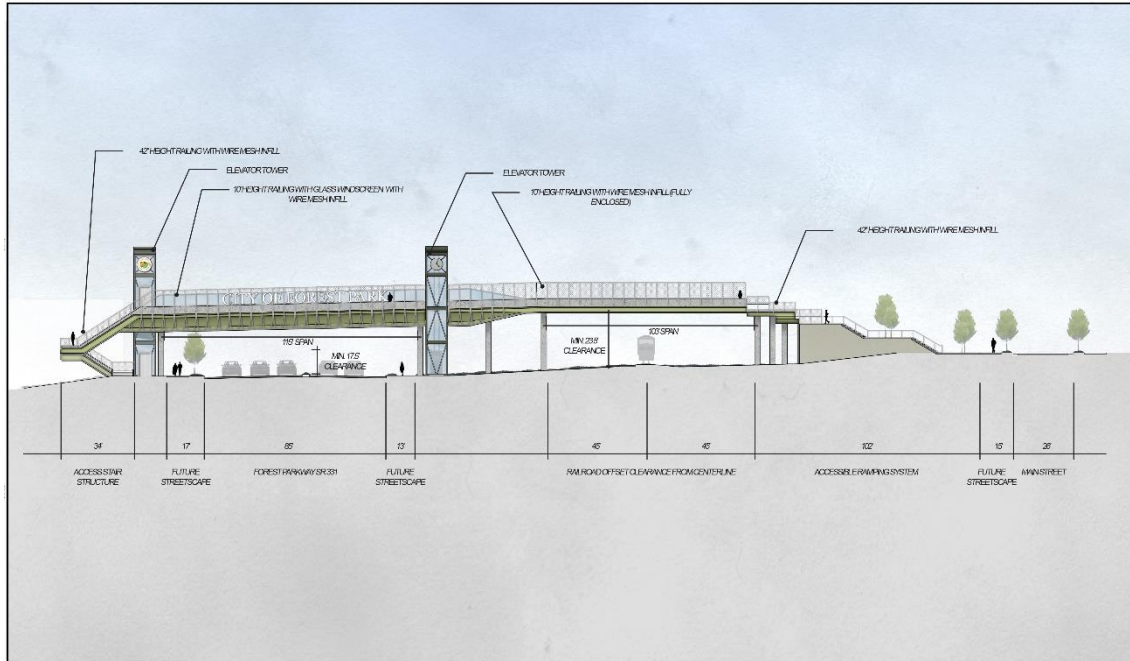 42" HEIGHT RAILING WITH WIRE MESH INFILL
ELEVATOR TOWER
10' HEIGHT RAILING WITH GLASS WINDSCREEN WITH
WIRE MESH INFILL
ELEVATOR TOWER
10' HEIGHT RAILING WITH WIRE MESH INFILL (FULLY
ENCLOSED)
42" HEIGHT RAILING WITH WIRE MESH INFILL
CITY OF FOREST PARK
115' SPAN
MIN. 17.5'
CLEARANCE
103' SPAN
MIN. 23.8'
CLEARANCE
34'
17'
85'
13'
45'
45'
102'
15'
26'
ACCESS STAIR
STRUCTURE
FUTURE
STREETSCAPE
FOREST PARKWAY SR 331
FUTURE
STREETSCAPE
RAILROAD OFFSET CLEARANCE FROM CENTERLINE
ACCESSIBLE RAMPING SYSTEM
FUTURE
STREETSCAPE
MAIN STREET